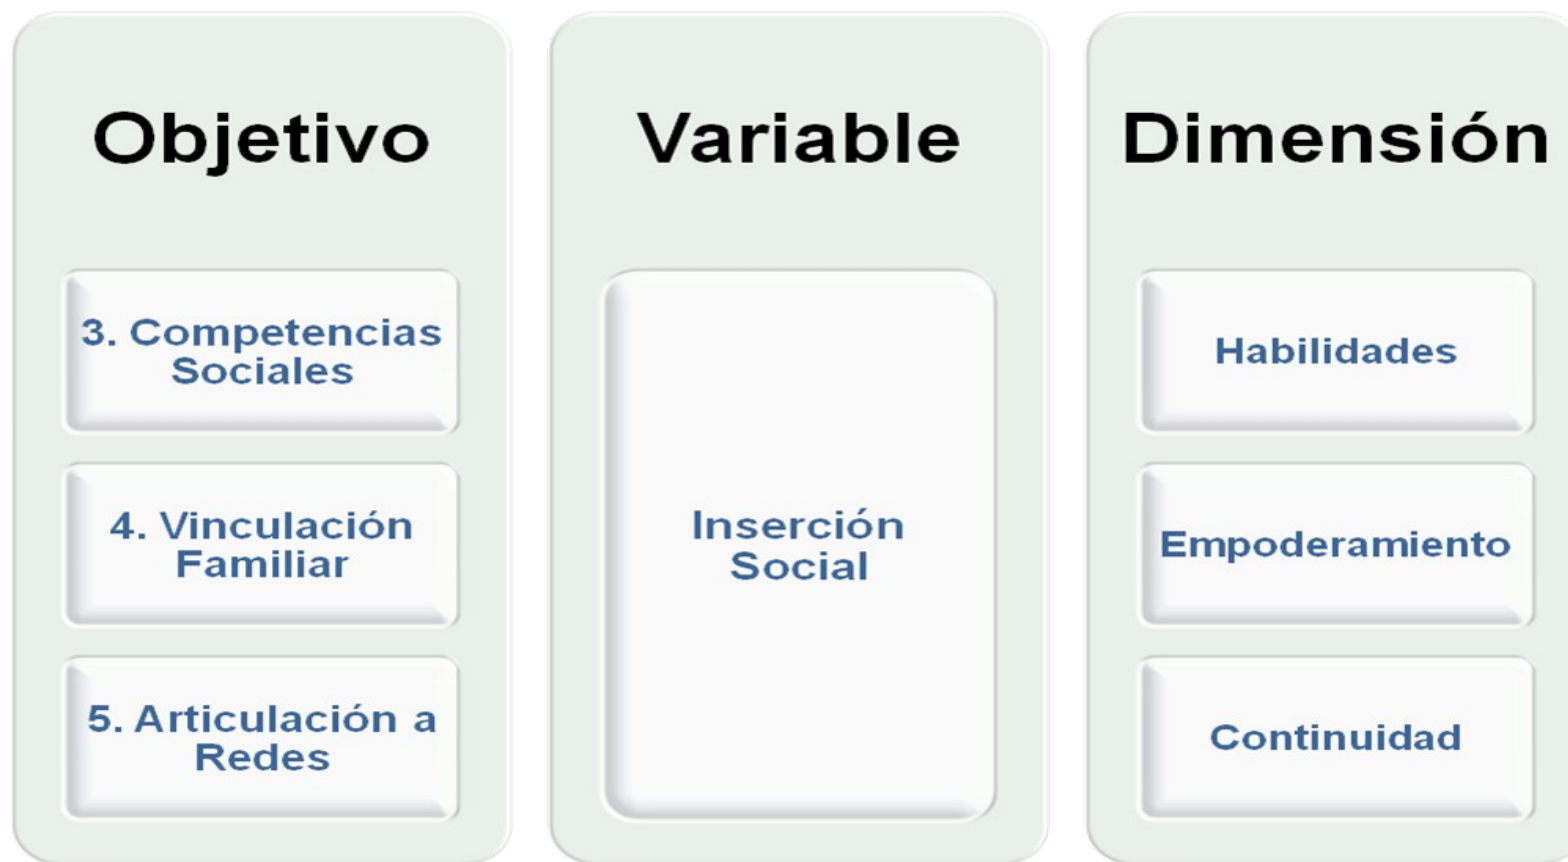 Objetivo
3. Competencias
Sociales
4. Vinculación
Familiar
5. Articulación a
Redes
Variable
Inserción
Social
Dimensión
Habilidades
Empoderamiento
Continuidad